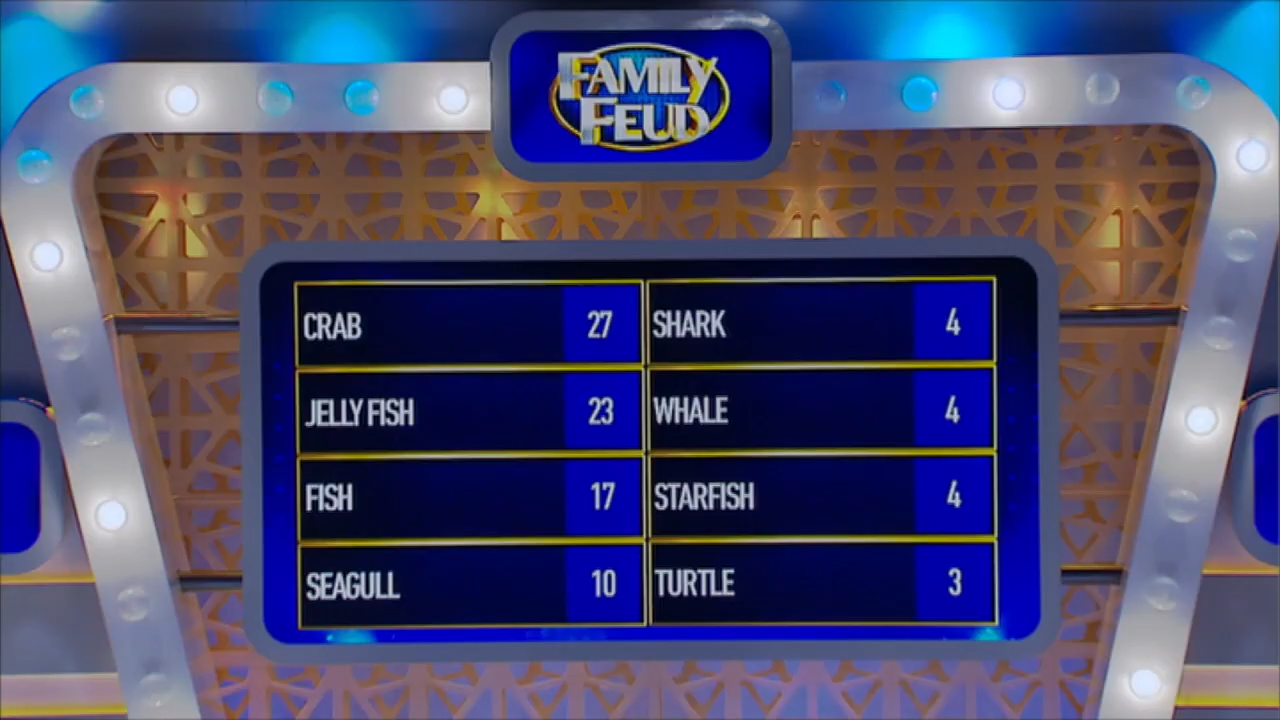 FAMILY
FEUD
CRAB 27
JELLY FISH 23
FISH 17
SEAGULL 10
SHARK 4
WHALE 4
STARFISH 4
TURTLE 3